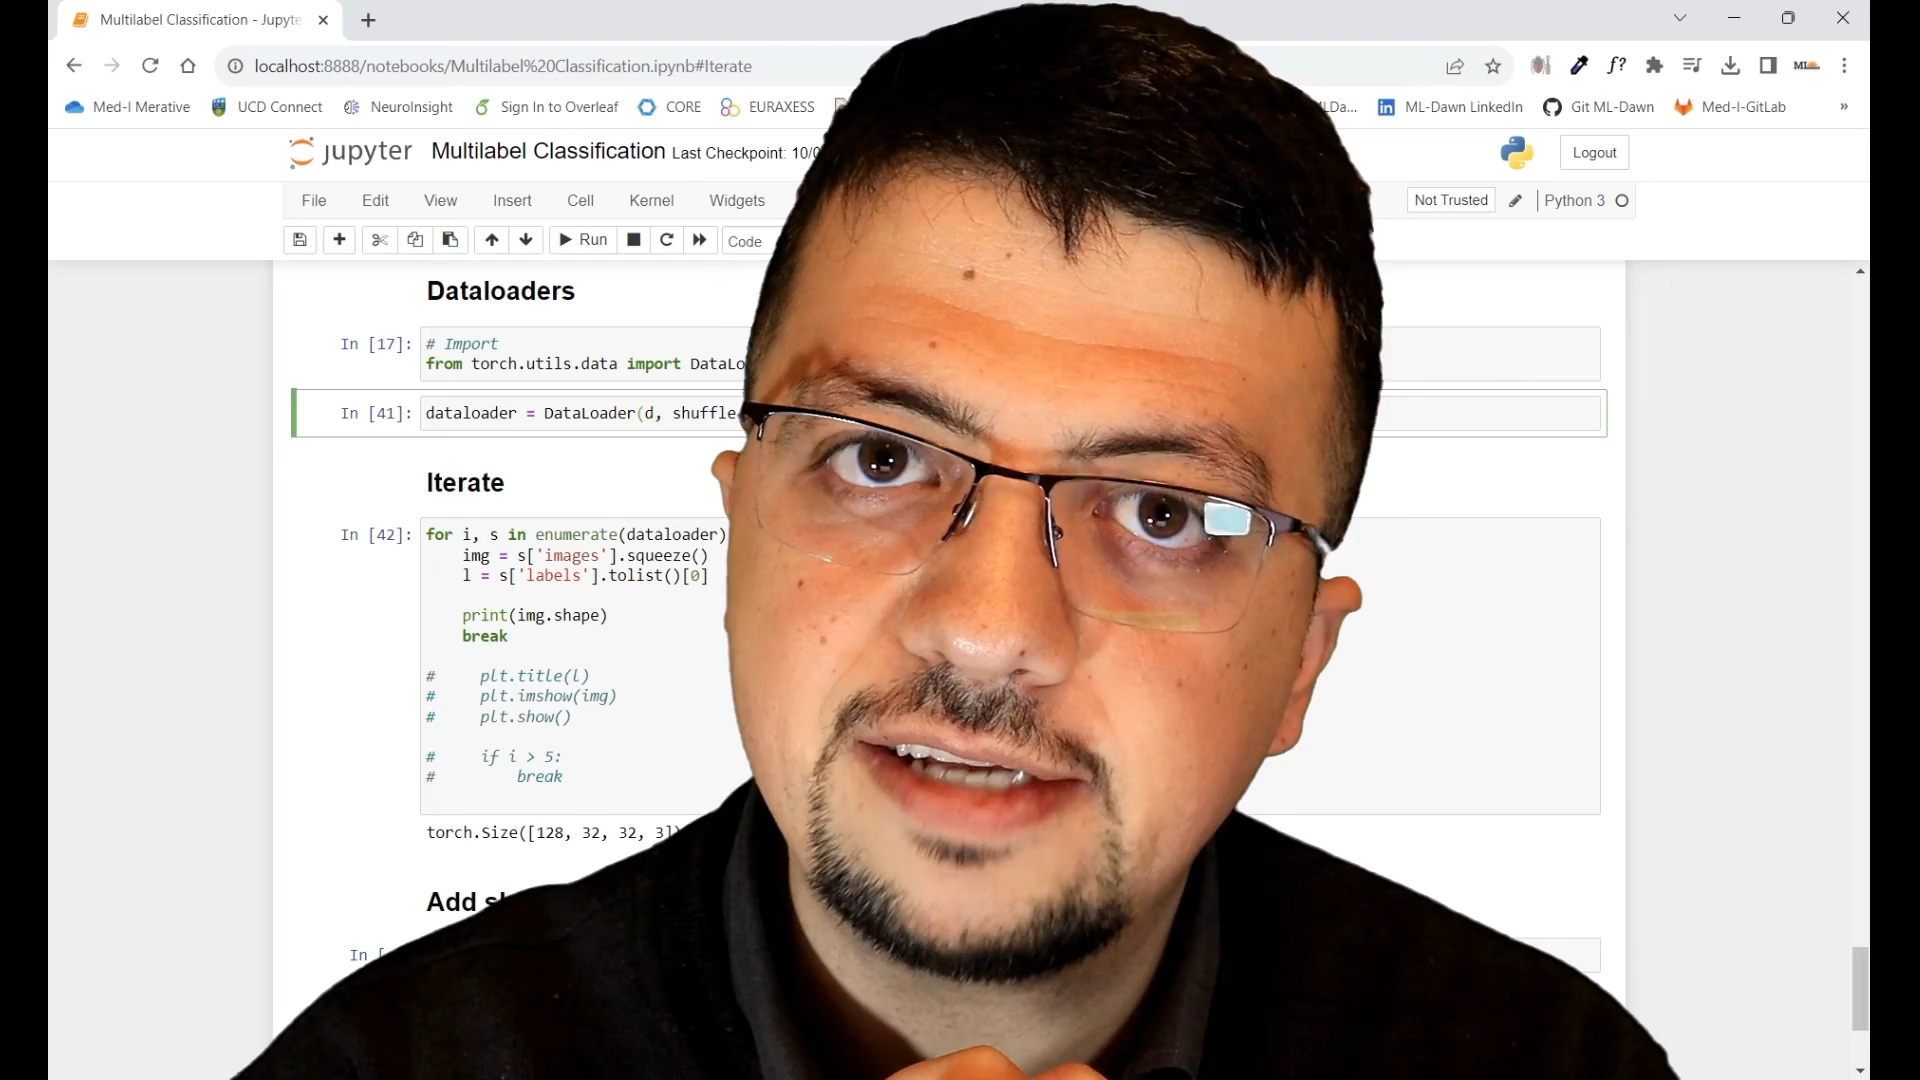 Multilabel Classification - Jupyte
localhost:8888/notebooks/Multilabel%20Classification.ipynb#Iterate
f?
Med-I Merative UCD Connect NeuroInsight Sign In to Overleaf CORE EURAXESS ML-Dawn LinkedIn Git ML-Dawn Med-I-GitLab »
jupyter Multilabel Classification Last Checkpoint: 10/0
Logout
File Edit View Insert Cell Kernel Widgets
Not Trusted Python 3
Run Code
Dataloaders
In [17]: # Import
from torch.utils.data import DataLo
In [41]: dataloader = DataLoader(d, shuffle
Iterate
In [42]: for i, s in enumerate(dataloader)
img = s['images'].squeeze()
l = s['labels'].tolist()[0]
print(img.shape)
break
# plt.title(l)
# plt.imshow(img)
# plt.show()
# if i > 5:
# break
torch.Size([128, 32, 32, 3]
Add
In [